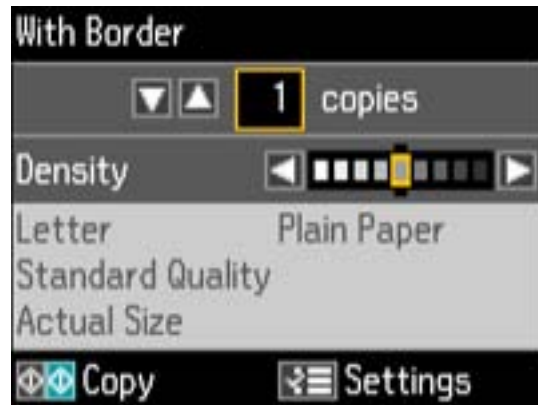 With Border
1 copies
Density
Letter Plain Paper
Standard Quality
Actual Size
Copy Settings